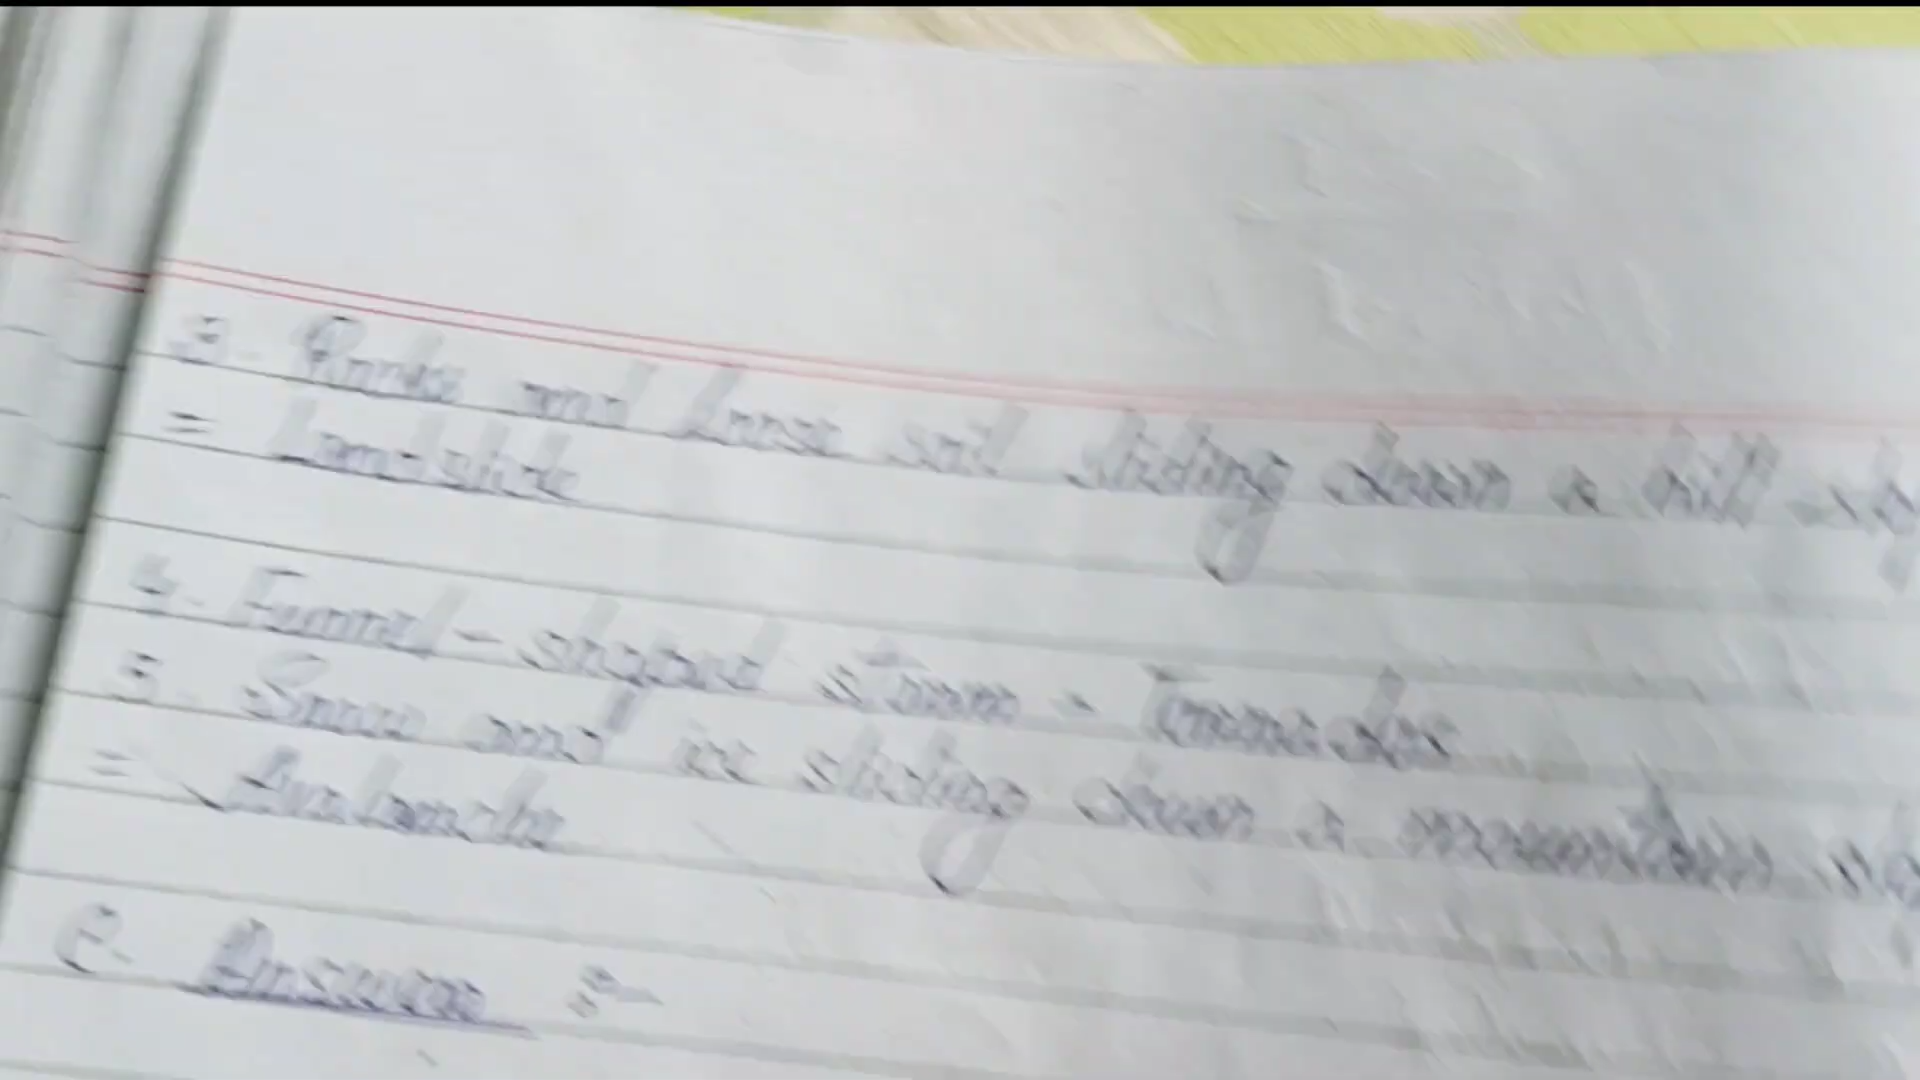 3. Rocks and loose soil sliding down a hill
= Landslide
4. Funnel-shaped storm - Tornado
5. Snow and ice sliding down a mountain
= Avalanche
C. Answer :-